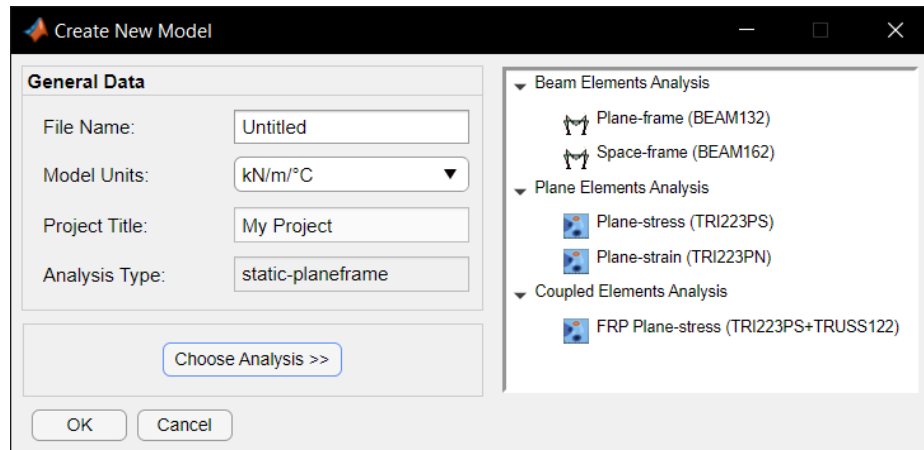 Create New Model
General Data
File Name: Untitled
Model Units: kN/m/°C
Project Title: My Project
Analysis Type: static-planeframe
Choose Analysis >>
OK Cancel
Beam Elements Analysis
Plane-frame (BEAM132)
Space-frame (BEAM162)
Plane Elements Analysis
Plane-stress (TRI223PS)
Plane-strain (TRI223PN)
Coupled Elements Analysis
FRP Plane-stress (TRI223PS+TRUSS122)